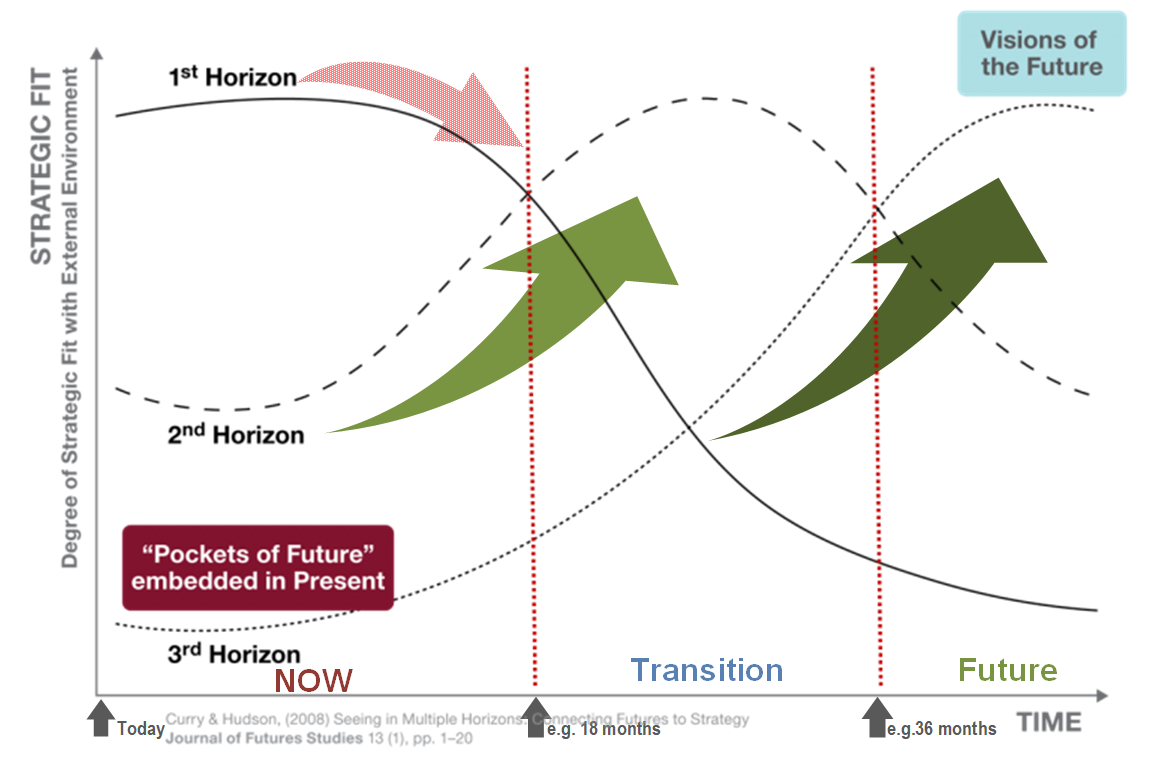 Visions of
the Future
1st Horizon
STRATEGIC FIT
Degree of Strategic Fit with External Environment
2nd Horizon
“Pockets of Future”
embedded in Present
3rd Horizon
NOW
Transition
Future
Today
Curry & Hudson, (2008) Seeing in Multiple Horizons, Connecting Futures to Strategy
Journal of Futures Studies 13 (1), pp. 1–20
e.g. 18 months
e.g.36 months
TIME